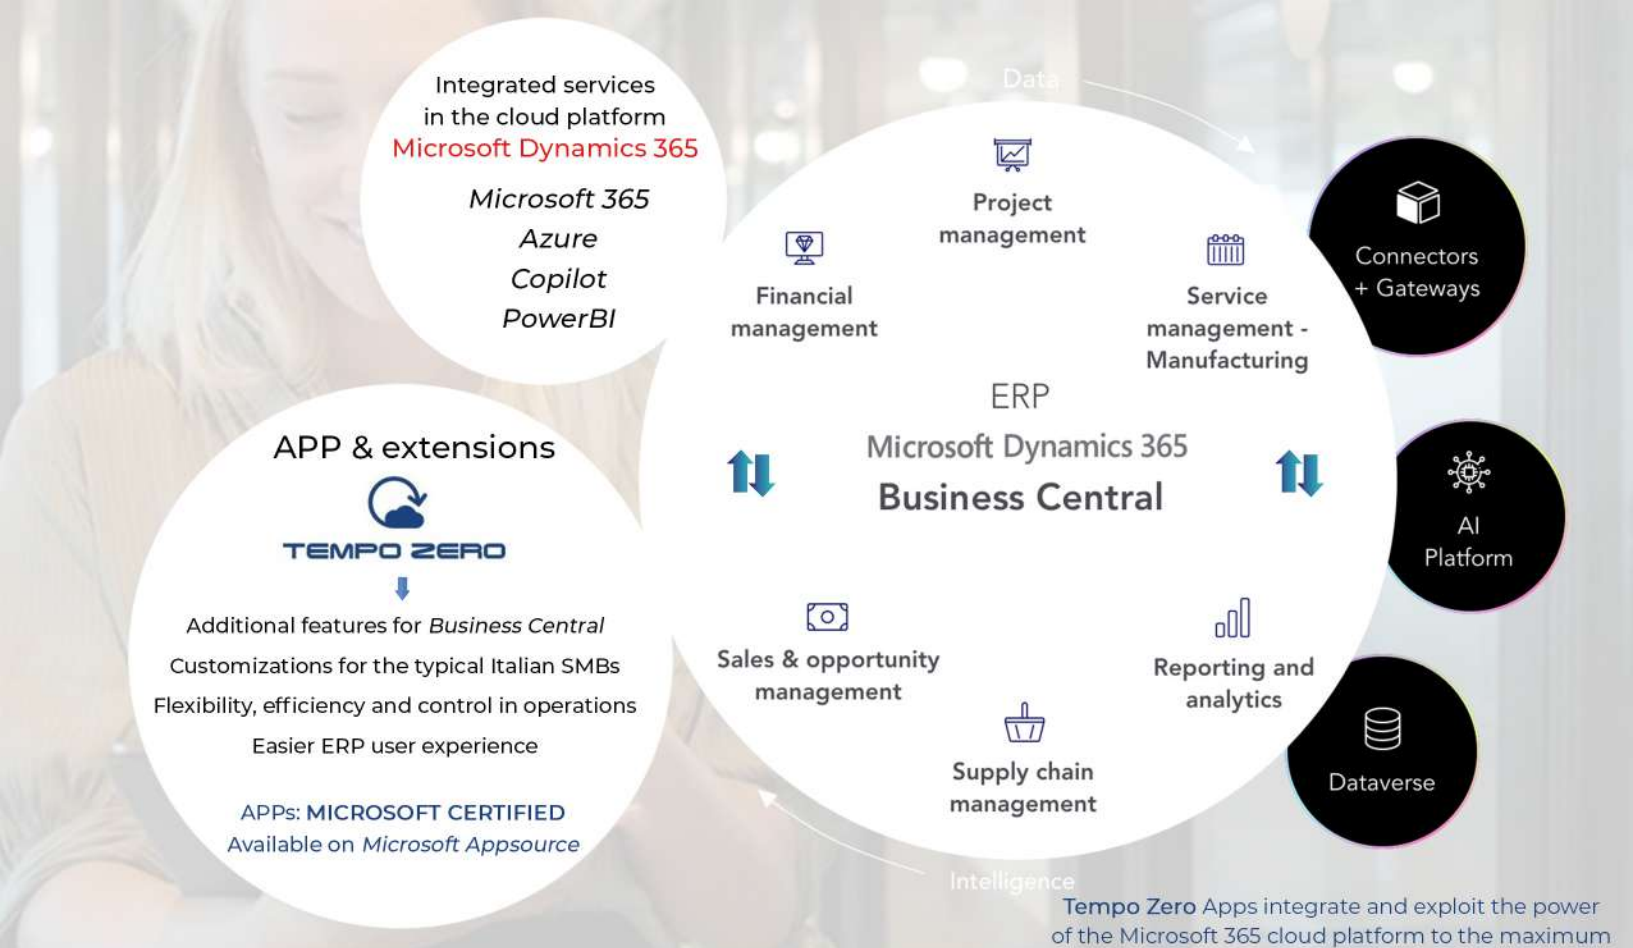 Integrated services
in the cloud platform
Microsoft Dynamics 365
Microsoft 365
Azure
Copilot
PowerBI
APP & extensions
TEMPO ZERO
Additional features for Business Central
Customizations for the typical Italian SMBs
Flexibility, efficiency and control in operations
Easier ERP user experience
APPs: MICROSOFT CERTIFIED
Available on Microsoft Appsource
Data
Project
management
Financial
management
Service
management -
Manufacturing
ERP
Microsoft Dynamics 365
Business Central
Sales & opportunity
management
Reporting and
analytics
Supply chain
management
Intelligence
Connectors
+ Gateways
AI
Platform
Dataverse
Tempo Zero Apps integrate and exploit the power
of the Microsoft 365 cloud platform to the maximum